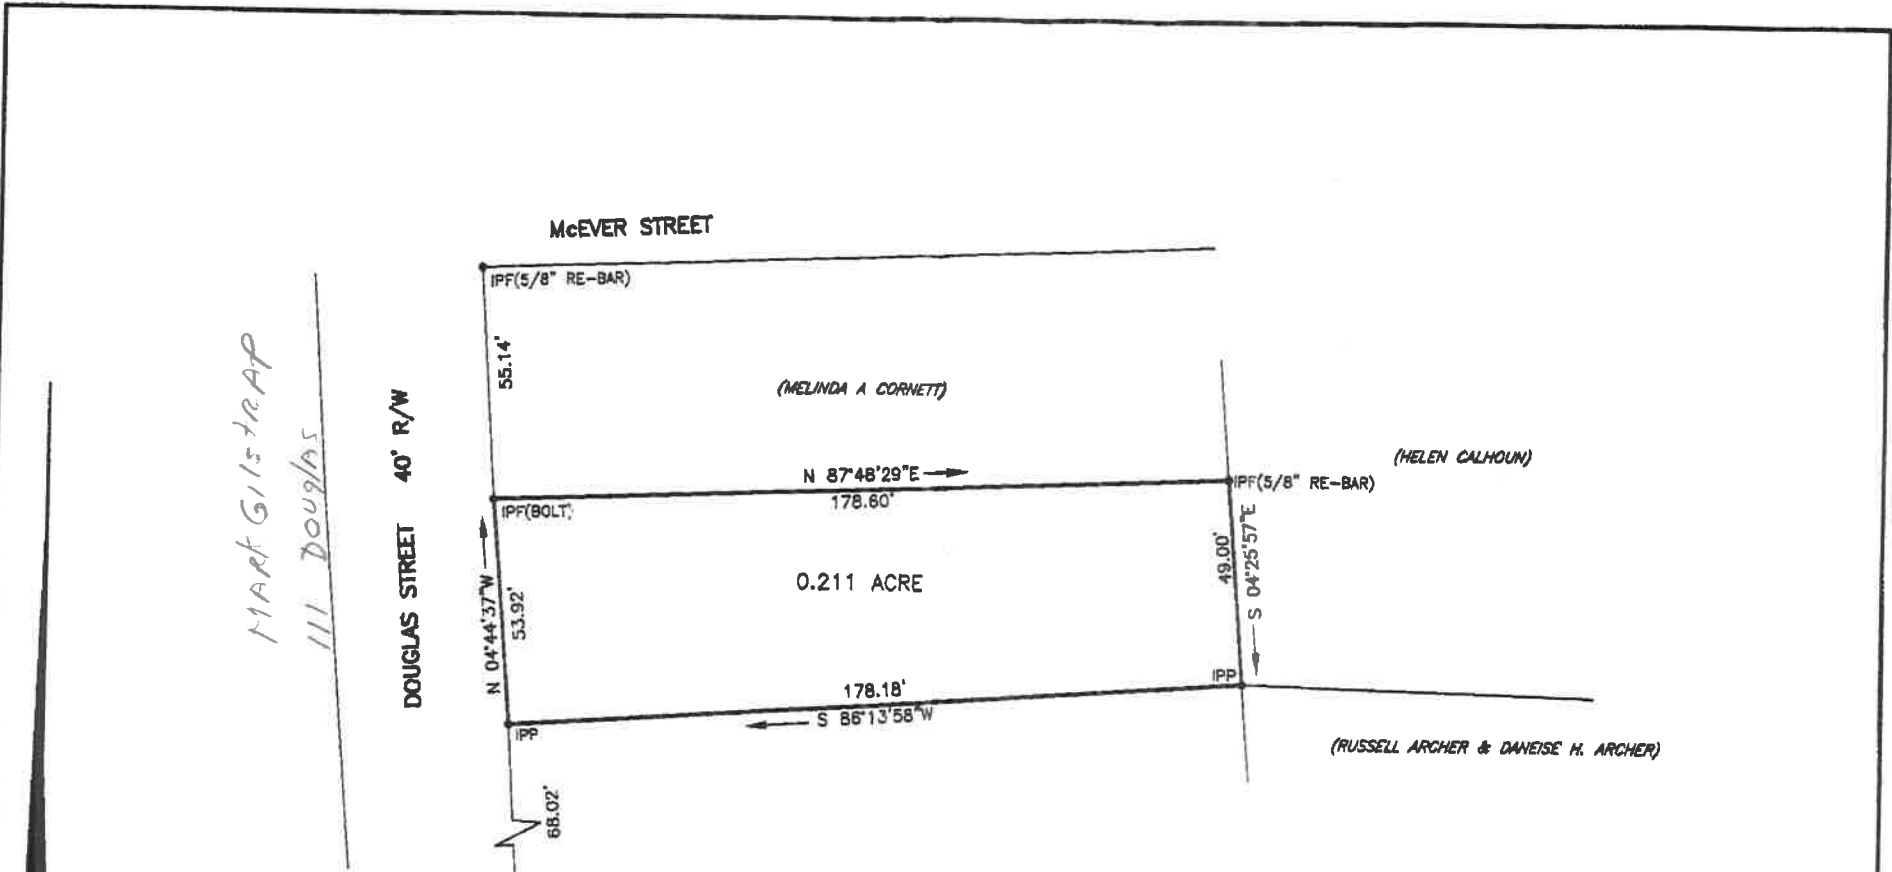 McEVER STREET
IPF(5/8" RE-BAR)
55.14'
(MELINDA A CORNETT)
MARK GILSTRAP
111 DOUGLAS
DOUGLAS STREET 40' R/W
(HELEN CALHOUN)
N 87°48'29"E
178.60'
IPF(5/8" RE-BAR)
IPF(BOLT)
N 04°44'37"W
53.92'
0.211 ACRE
49.00'
S 04°25'57"E
IPP
178.18'
S 86°13'58"W
IPP
(RUSSELL ARCHER & DANEISE H. ARCHER)
68.02'